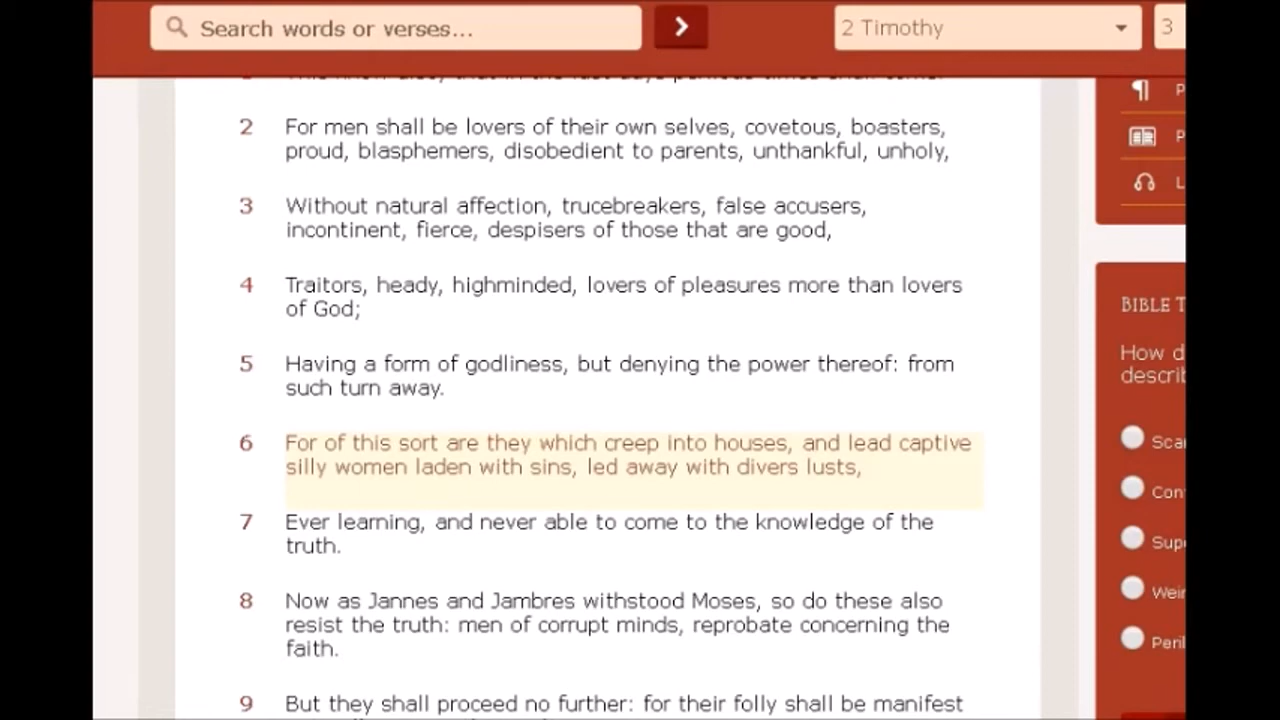 Search words or verses...
2 Timothy
3
2 For men shall be lovers of their own selves, covetous, boasters,
proud, blasphemers, disobedient to parents, unthankful, unholy,
3 Without natural affection, trucebreakers, false accusers,
incontinent, fierce, despisers of those that are good,
4 Traitors, heady, highminded, lovers of pleasures more than lovers
of God;
5 Having a form of godliness, but denying the power thereof: from
such turn away.
6 For of this sort are they which creep into houses, and lead captive
silly women laden with sins, led away with divers lusts,
7 Ever learning, and never able to come to the knowledge of the
truth.
8 Now as Jannes and Jambres withstood Moses, so do these also
resist the truth: men of corrupt minds, reprobate concerning the
faith.
9 But they shall proceed no further: for their folly shall be manifest
P
P
L
BIBLE T
How d
descri
Sca
Con
Sup
Wei
Peril